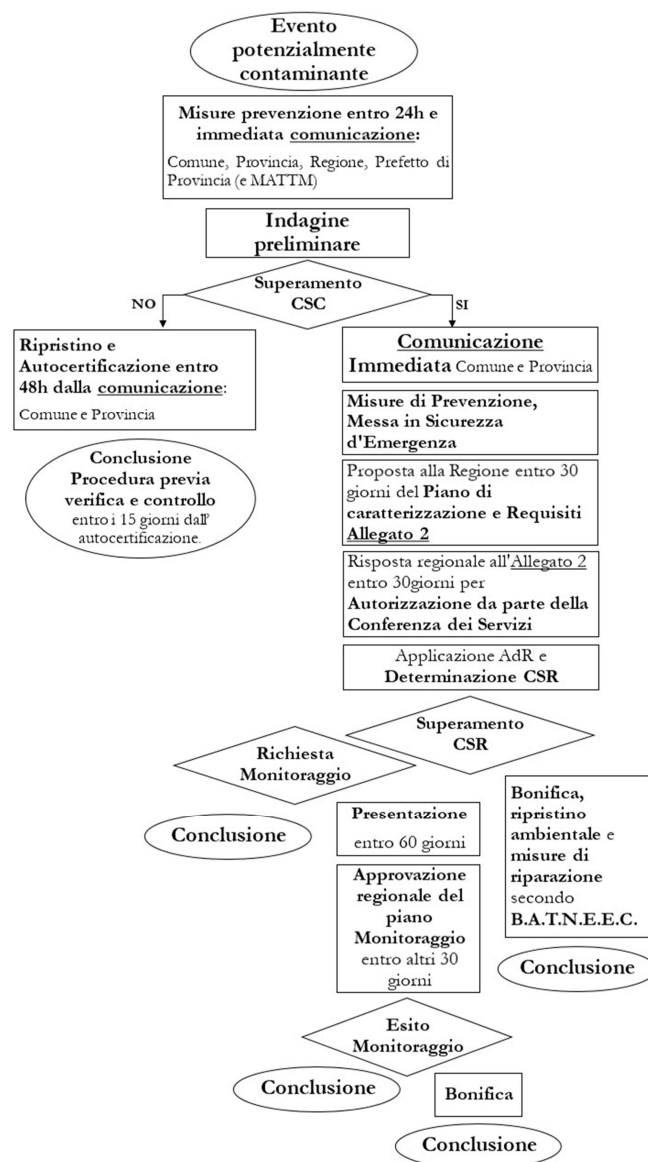 Evento
potenzialmente
contaminante
Misure prevenzione entro 24h e
immediata comunicazione:
Comune, Provincia, Regione, Prefetto di
Provincia (e MATTM)
Indagine
preliminare
Superamento
CSC
NO
SI
Ripristino e
Autocertificazione entro
48h dalla comunicazione:
Comune e Provincia
Conclusione
Procedura previa
verifica e controllo
entro i 15 giorni dall'
autocertificazione.
Comunicazione
Immediata Comune e Provincia
Misure di Prevenzione,
Messa in Sicurezza
d'Emergenza
Proposta alla Regione entro 30
giorni del Piano di
caratterizzazione e Requisiti
Allegato 2
Risposta regionale all'Allegato 2
entro 30giorni per
Autorizzazione da parte della
Conferenza dei Servizi
Applicazione AdR e
Determinazione CSR
Superamento
CSR
Richiesta
Monitoraggio
Conclusione
Presentazione
entro 60 giorni
Approvazione
regionale del
piano
Monitoraggio
entro altri 30
giorni
Bonifica,
ripristino
ambientale e
misure di
riparazione
secondo
B.A.T.N.E.E.C.
Conclusione
Esito
Monitoraggio
Conclusione
Bonifica
Conclusione